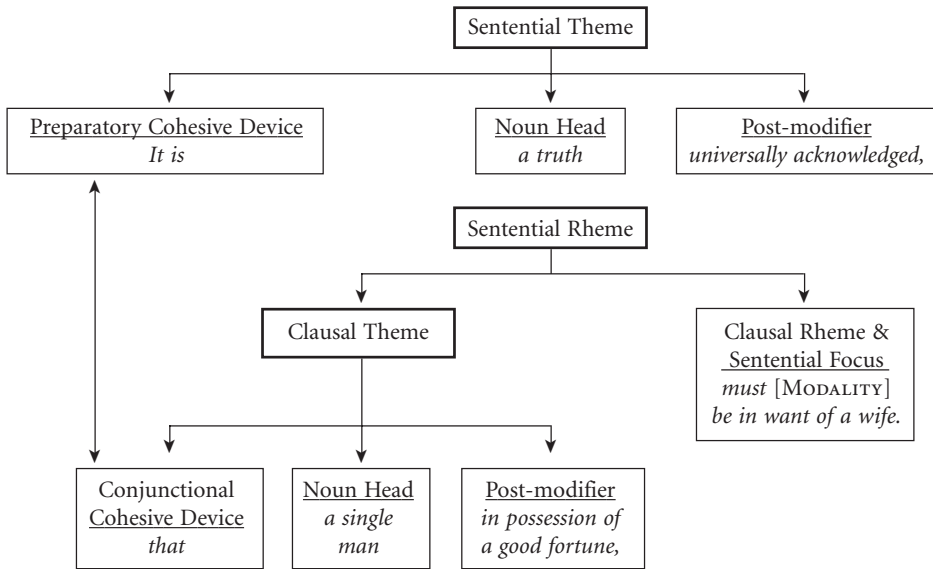 Sentential Theme
Preparatory Cohesive Device
It is
Noun Head
a truth
Post-modifier
universally acknowledged,
Sentential Rheme
Clausal Theme
Clausal Rheme &
Sentential Focus
must [MODALITY]
be in want of a wife.
Conjunctional
Cohesive Device
that
Noun Head
a single
man
Post-modifier
in possession of
a good fortune,